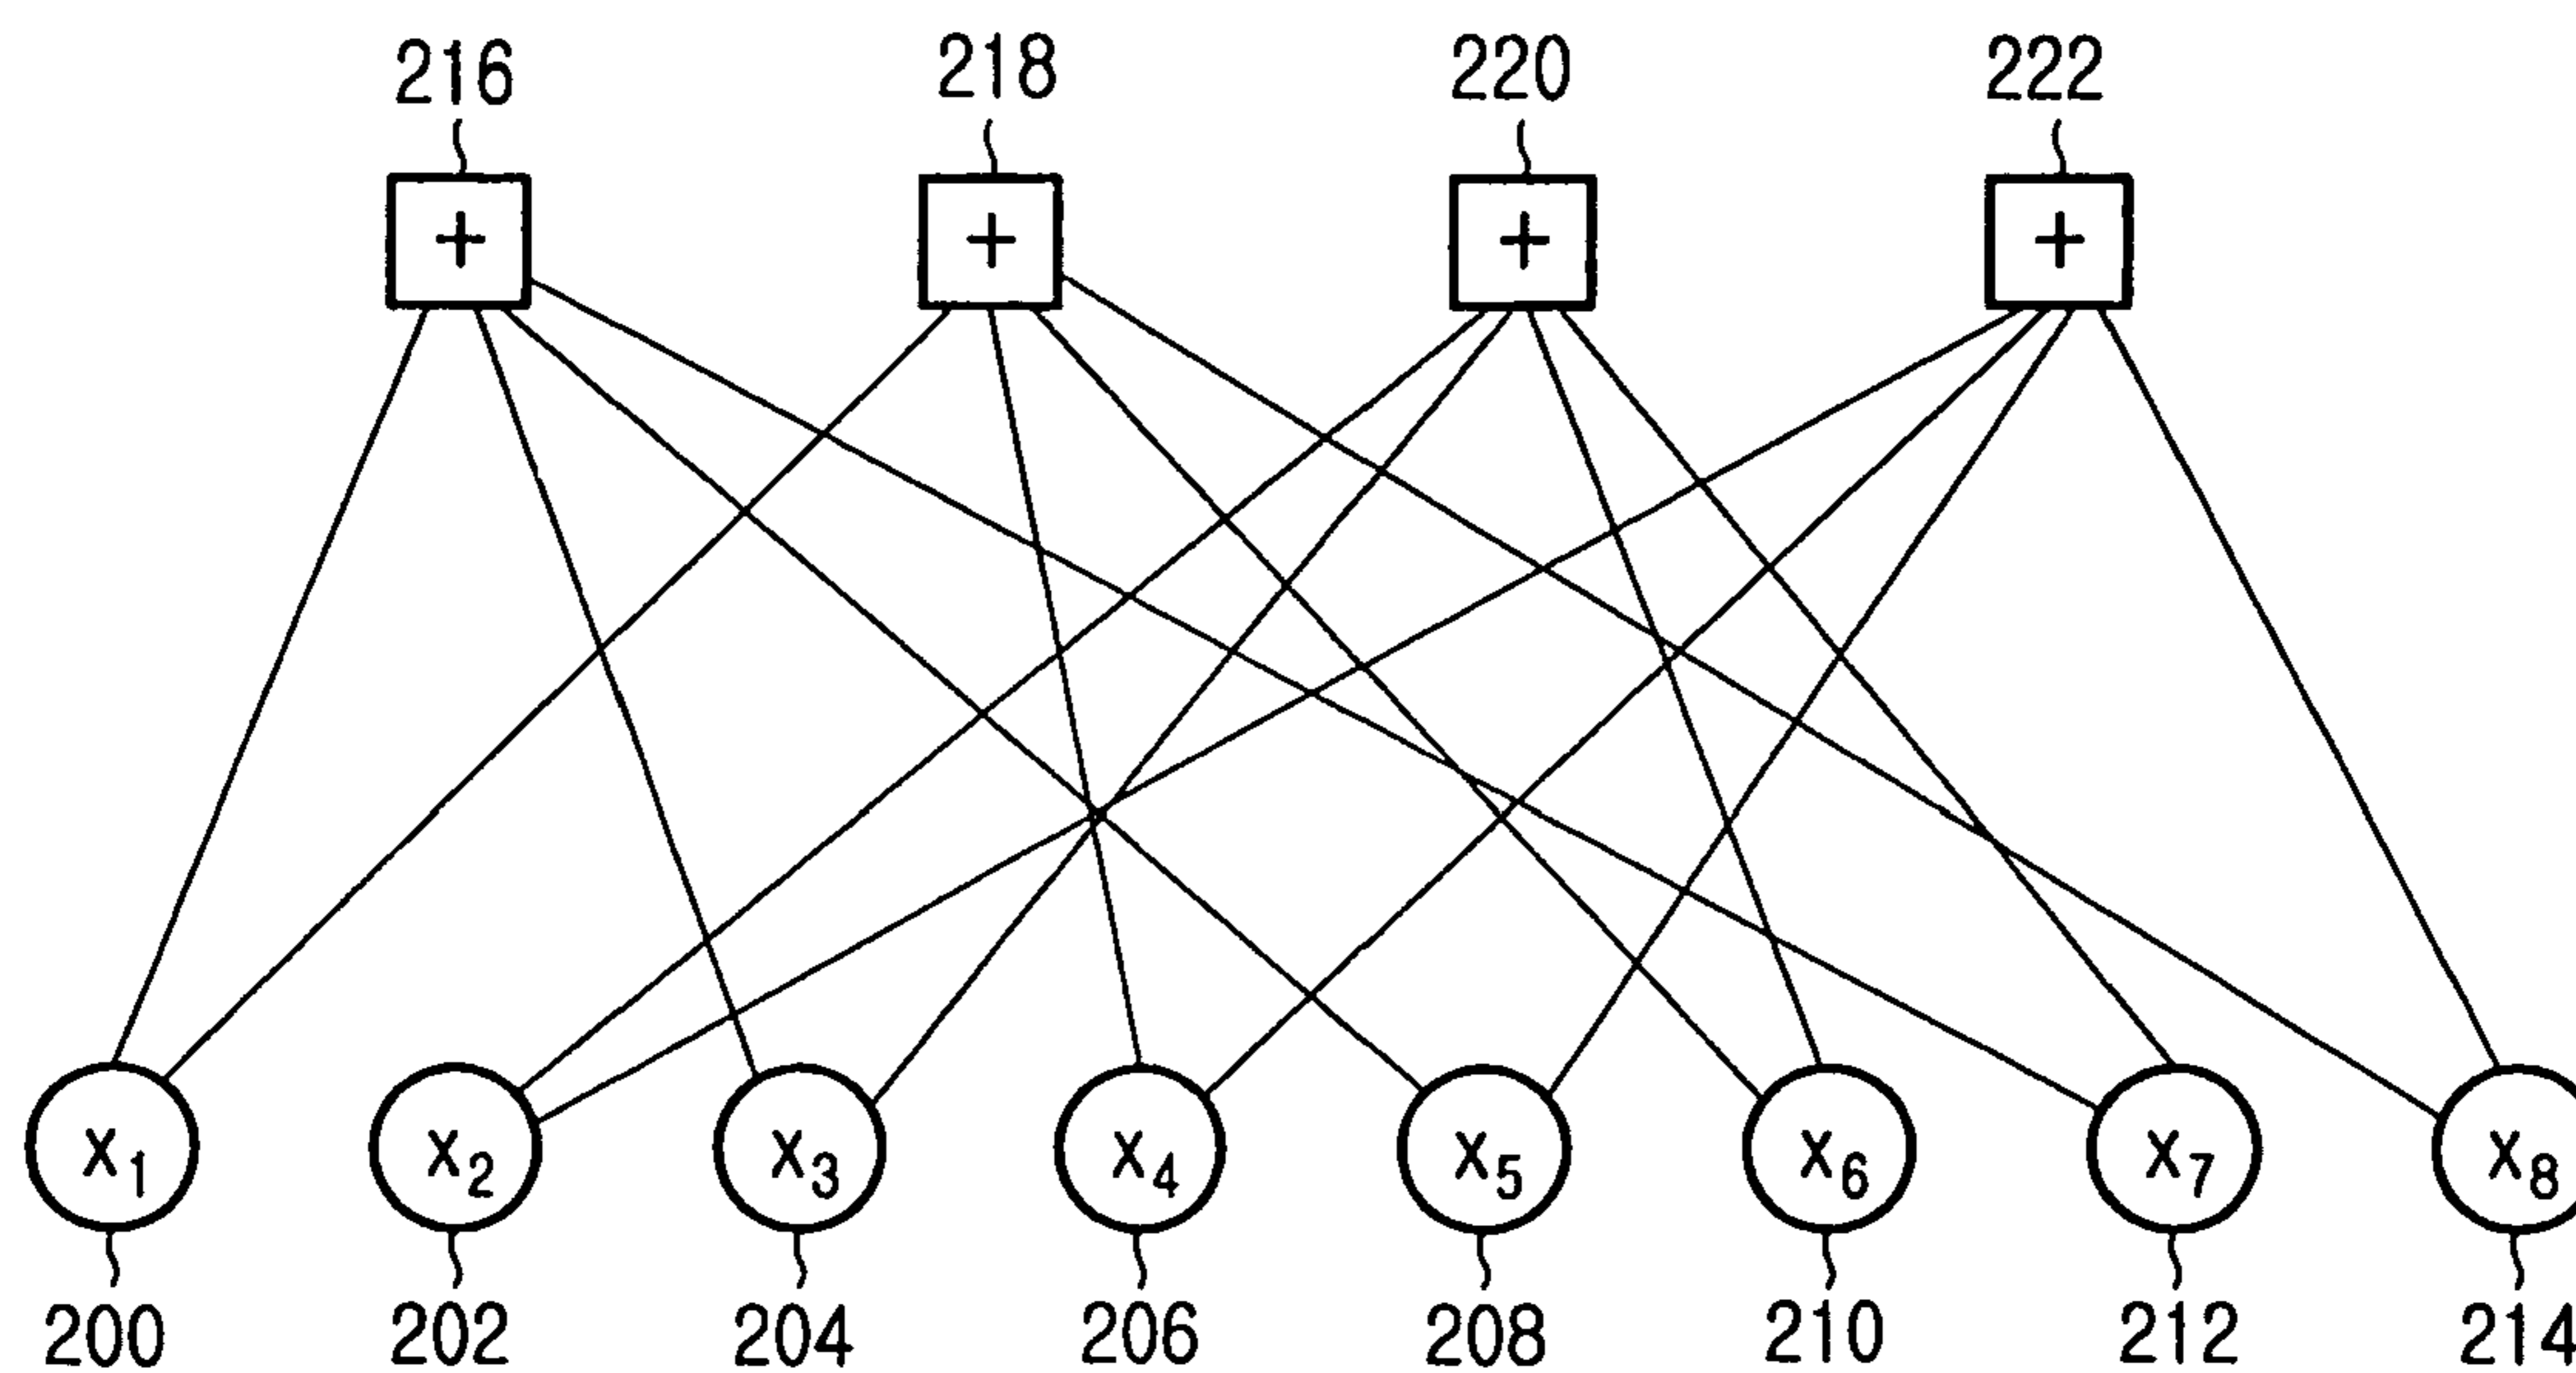 216 218 220 222
+ + + +
x₁ x₂ x₃ x₄ x₅ x₆ x₇ x₈
200 202 204 206 208 210 212 214